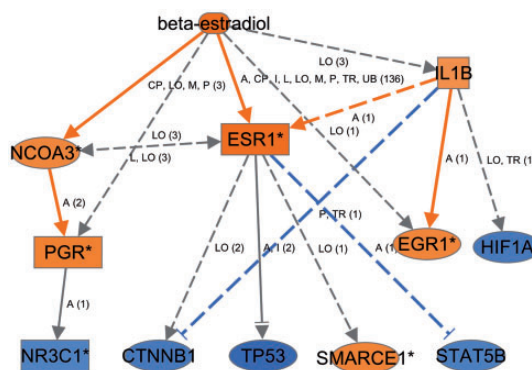 beta-estradiol
LO (3)
IL1B
CP, LO, M, P (3)
A, CP, I, L, LO, M, P, TR, UB (136)
A (1)
LO (3)
LO (1)
NCOA3*
ESR1*
L, LO (3)
A (1)
LO, TR (1)
A (2)
P, TR (1)
PGR*
EGR1*
HIF1A
LO (2)
A, I (2)
LO (1)
A (1)
A (1)
NR3C1*
CTNNB1
TP53
SMARCE1*
STAT5B